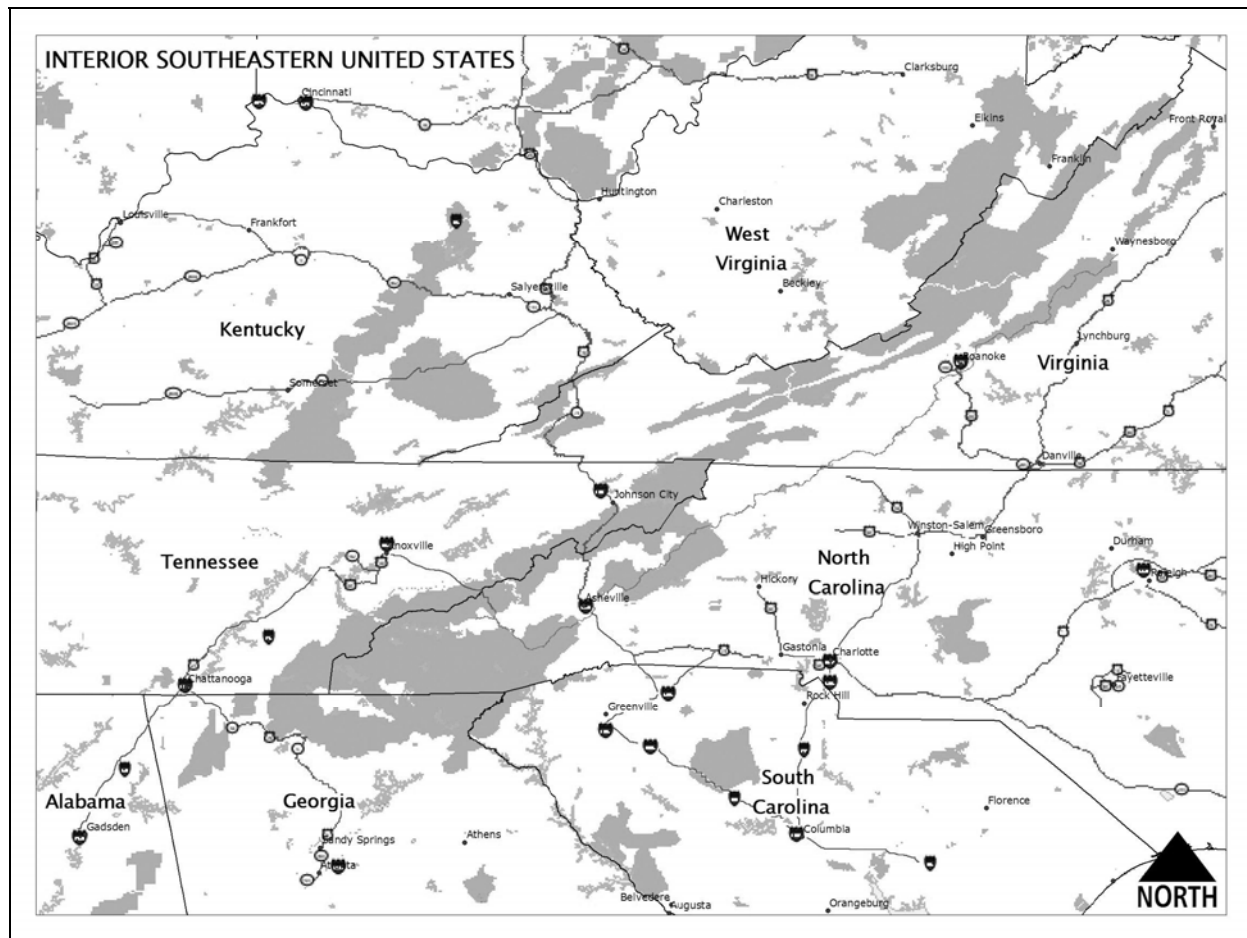 INTERIOR SOUTHEASTERN UNITED STATES
Clarksburg
Cincinnati
Elkins
Front Royal
Franklin
Huntington
Charleston
Louisville
Frankfort
West
Virginia
Waynesboro
Beckley
Salyersville
Kentucky
Lynchburg
Roanoke
Virginia
Somerset
Danville
Johnson City
Winston-Salem
Greensboro
Durham
Knoxville
High Point
Tennessee
North
Carolina
Hickory
Raleigh
Asheville
Gastonia
Charlotte
Chattanooga
Fayetteville
Rock Hill
Greenville
Alabama
Georgia
South
Carolina
Florence
Gadsden
Columbia
Sandy Springs
Athens
Atlanta
Belvedere
Augusta
Orangeburg
NORTH